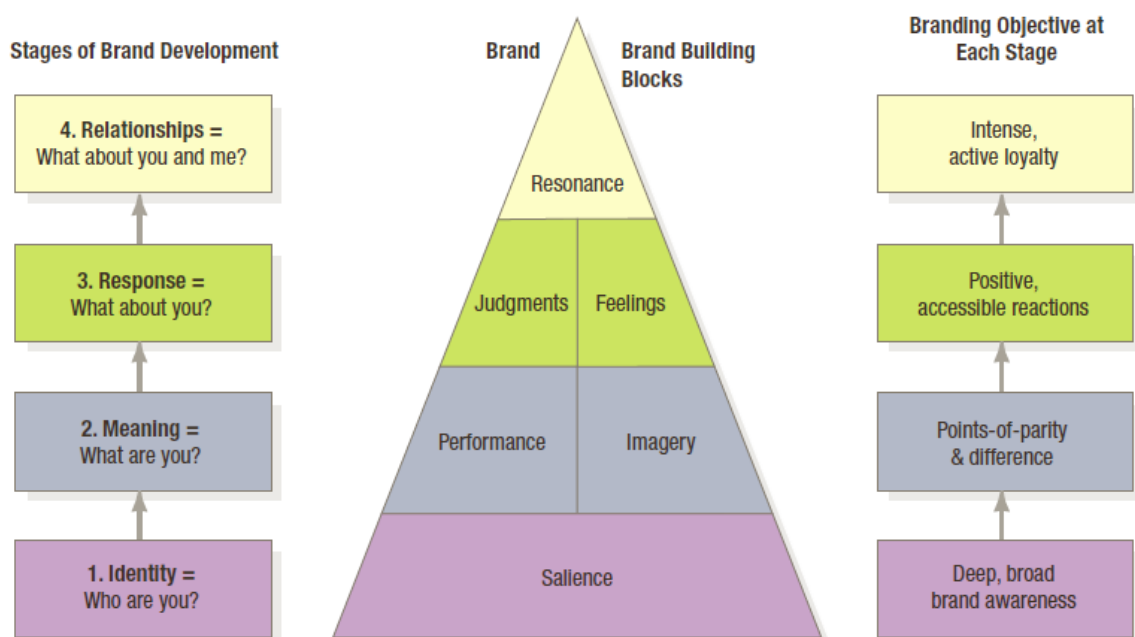 Stages of Brand Development
4. Relationships =
What about you and me?
3. Response =
What about you?
2. Meaning =
What are you?
1. Identity =
Who are you?
Brand
Brand Building
Blocks
Resonance
Judgments
Feelings
Performance
Imagery
Salience
Branding Objective at
Each Stage
Intense,
active loyalty
Positive,
accessible reactions
Points-of-parity
& difference
Deep, broad
brand awareness